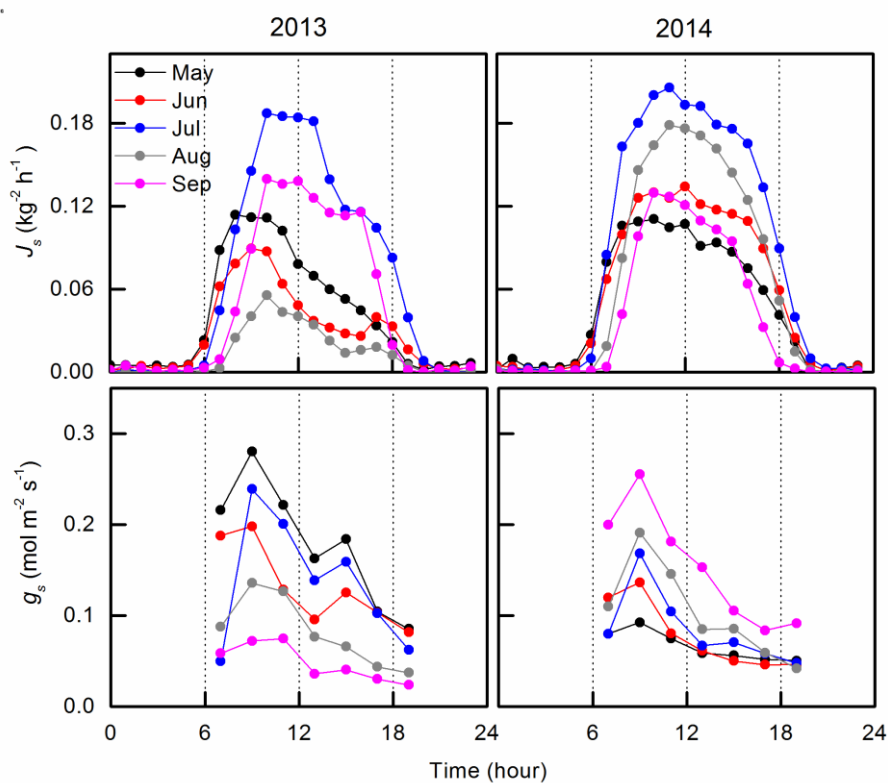 2013 2014
May
Jun
Jul
Aug
Sep
0.18
0.12
0.06
0.00
Jₛ (kg⁻² h⁻¹)
0.3
0.2
0.1
0.0
gₛ (mol m⁻² s⁻¹)
0 6 12 18 24 6 12 18 24
Time (hour)